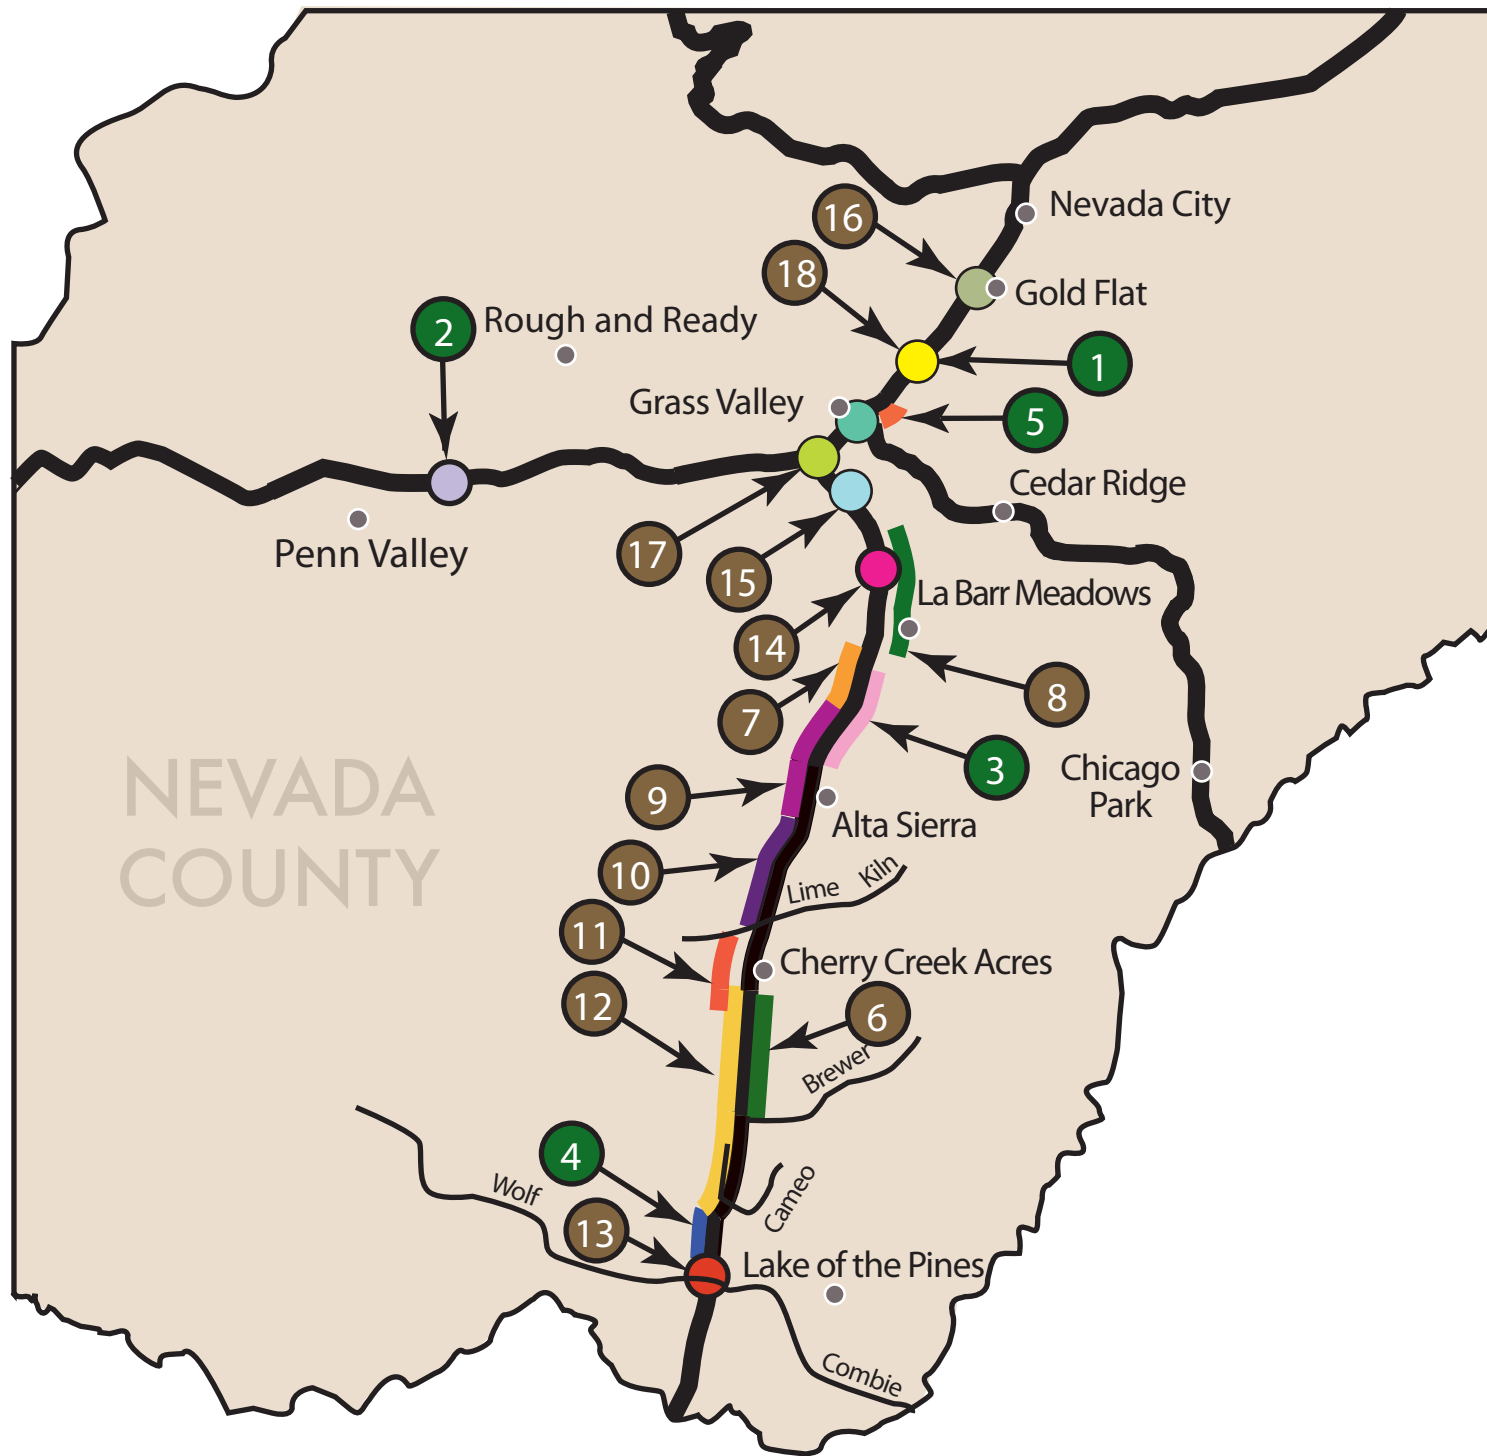 Nevada City
16
18
Gold Flat
2
Rough and Ready
1
Grass Valley
5
Cedar Ridge
Penn Valley
17
15
La Barr Meadows
14
8
7
3
Chicago
Park
NEVADA
COUNTY
9
Alta Sierra
10
Lime Kiln
11
Cherry Creek Acres
12
6
Brewer
4
Wolf
Cameo
13
Lake of the Pines
Combie